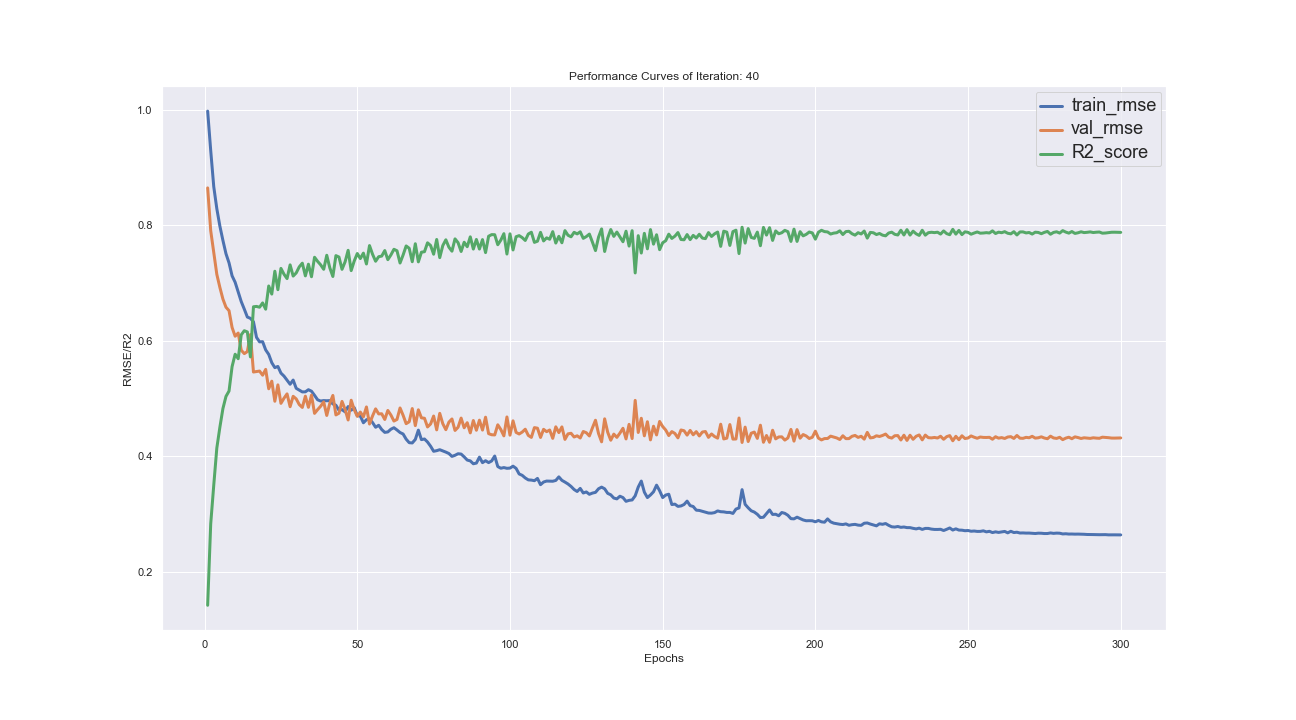 Performance Curves of Iteration: 40
train_rmse
val_rmse
R2_score
RMSE/R2
1.0
0.8
0.6
0.4
0.2
0
50
100
150
200
250
300
Epochs